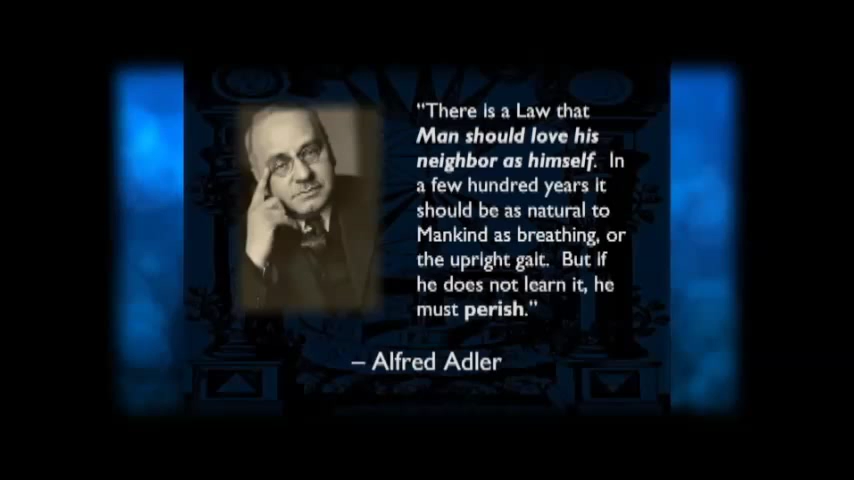 “There is a Law that
Man should love his
neighbor as himself. In
a few hundred years it
should be as natural to
Mankind as breathing, or
the upright gait. But if
he does not learn it, he
must perish.”
– Alfred Adler